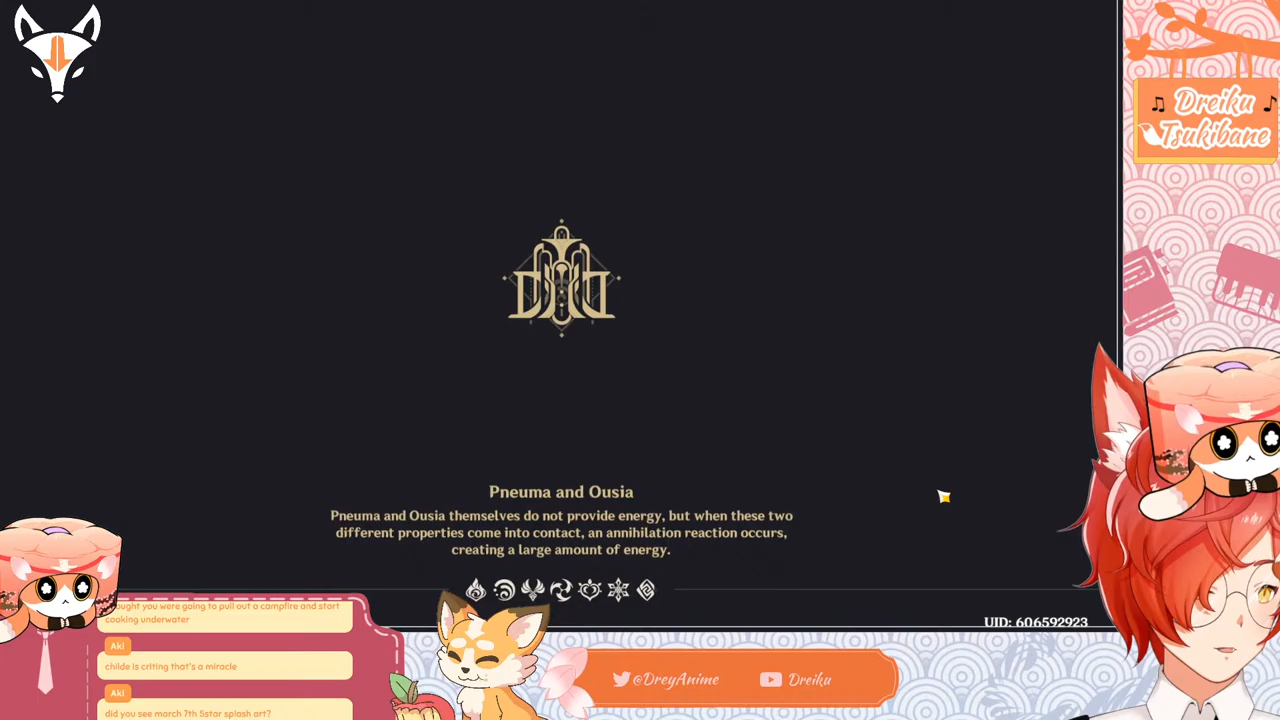 ♫ Dreiku ♪
Tsukibane
Pneuma and Ousia
Pneuma and Ousia themselves do not provide energy, but when these two
different properties come into contact, an annihilation reaction occurs,
creating a large amount of energy.
UID: 606592923
you were going to pull out a campfire and start
cooking underwater
Aki
childe is criting that's a miracle
Aki
did you see march 7th 5star splash art?
@DreyAnime
Dreiku